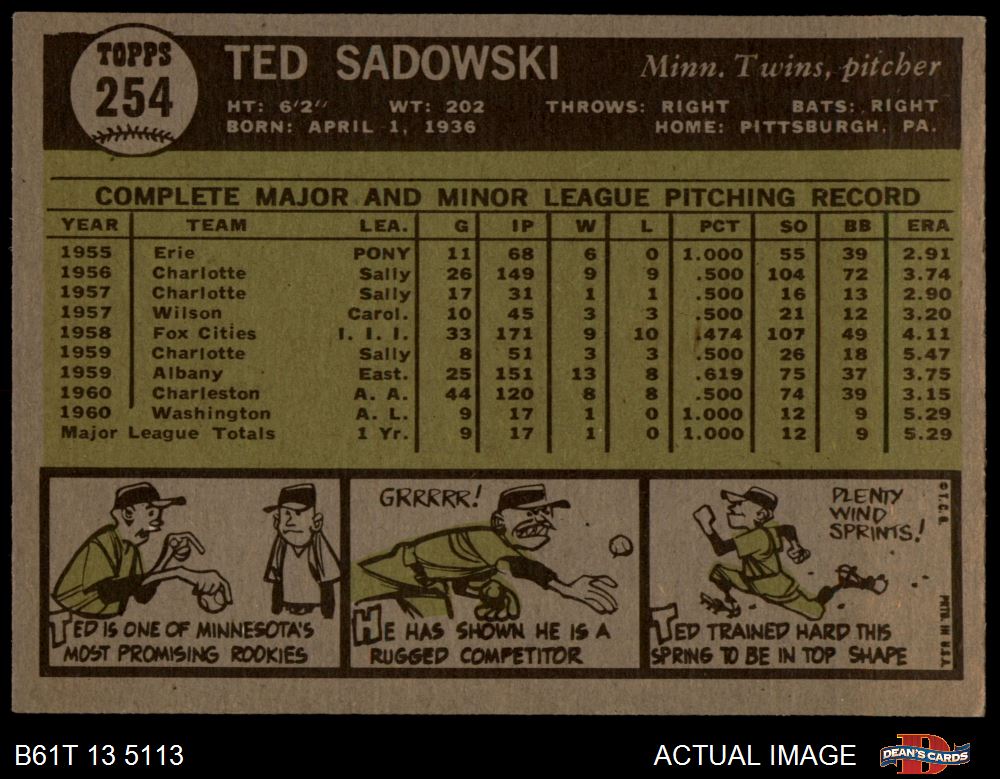 TOPPS
254
TED SADOWSKI
Minn. Twins, pitcher
HT: 6'2" WT: 202 THROWS: RIGHT BATS: RIGHT
BORN: APRIL 1, 1936 HOME: PITTSBURGH, PA.
COMPLETE MAJOR AND MINOR LEAGUE PITCHING RECORD
YEAR TEAM LEA. G IP W L PCT SO BB ERA
1955 Erie PONY 11 68 6 0 1.000 55 39 2.91
1956 Charlotte Sally 26 149 9 9 .500 104 72 3.74
1957 Charlotte Sally 17 31 1 1 .500 16 13 2.90
1957 Wilson Carol. 10 45 3 3 .500 21 12 3.20
1958 Fox Cities I. I. I. 33 171 9 10 .474 107 49 4.11
1959 Charlotte Sally 8 51 3 3 .500 26 18 5.47
1959 Albany East. 25 151 13 8 .619 75 37 3.75
1960 Charleston A. A. 44 120 8 8 .500 74 39 3.15
1960 Washington A. L. 9 17 1 0 1.000 12 9 5.29
Major League Totals 1 Yr. 9 17 1 0 1.000 12 9 5.29
TED IS ONE OF MINNESOTA'S
MOST PROMISING ROOKIES
GRRRRR!
HE HAS SHOWN HE IS A
RUGGED COMPETITOR
PLENTY
WIND
SPRINTS!
TED TRAINED HARD THIS
SPRING TO BE IN TOP SHAPE
©T.C.G.
PRTD. IN U.S.A.
B61T 13 5113
ACTUAL IMAGE
DEAN'S CARDS